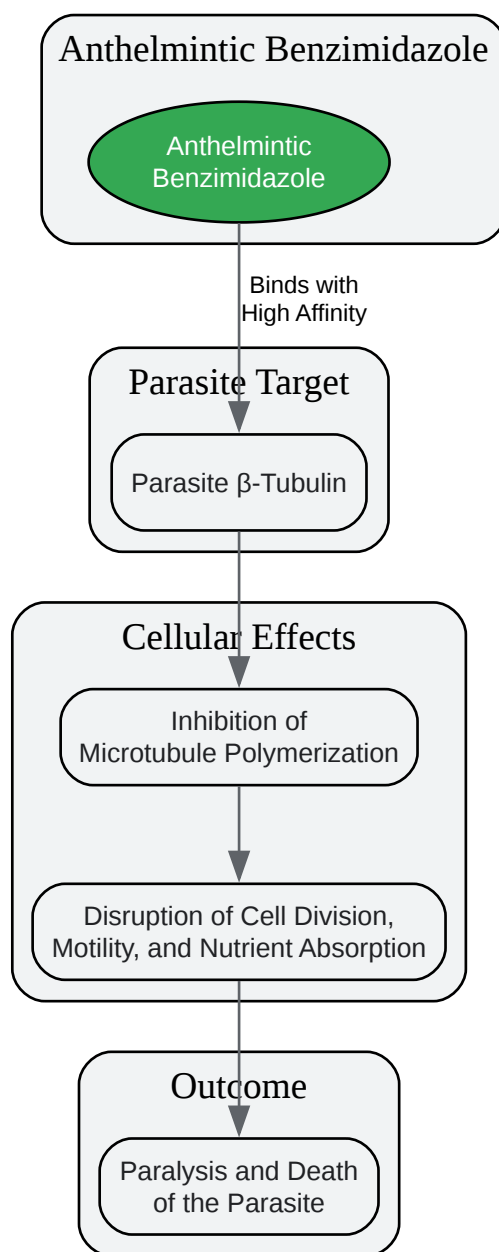 Anthelmintic Benzimidazole
Anthelmintic
Benzimidazole
Binds with
High Affinity
Parasite Target
Parasite β-Tubulin
Cellular Effects
Inhibition of
Microtubule Polymerization
Disruption of Cell Division,
Motility, and Nutrient Absorption
Outcome
Paralysis and Death
of the Parasite